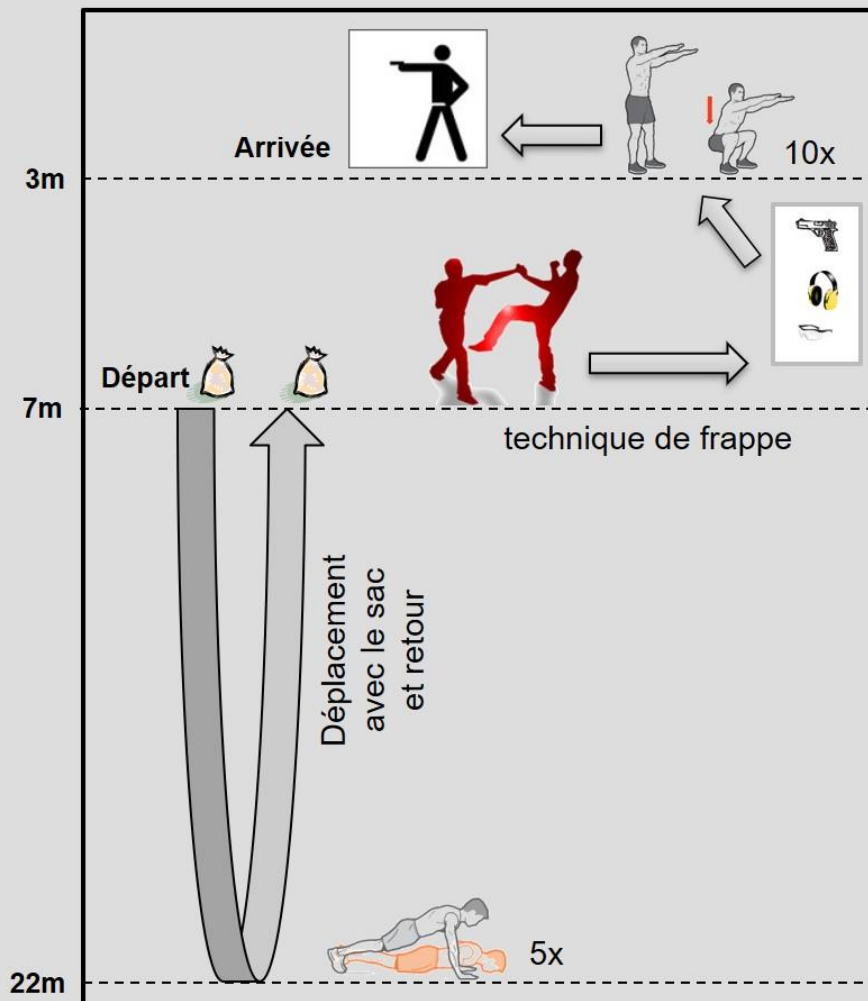 Arrivée
10x
3m
Départ
7m
technique de frappe
Déplacement
avec le sac
et retour
5x
22m